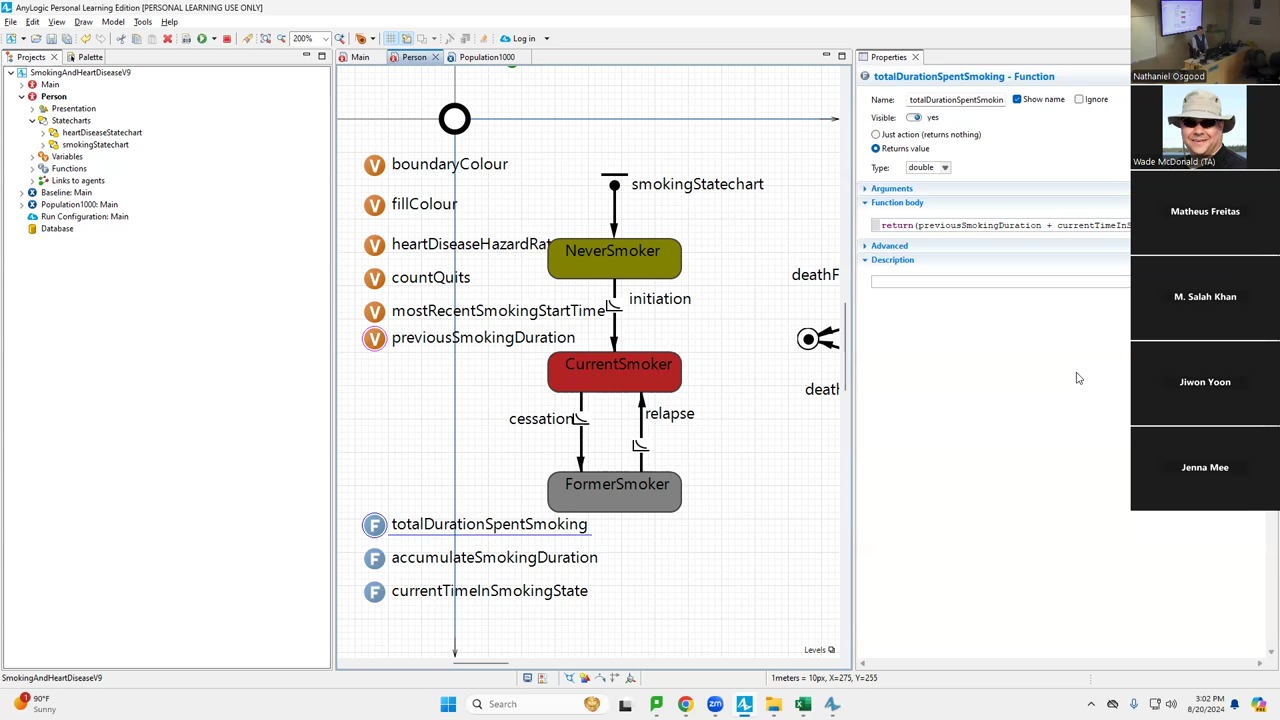 AnyLogic Personal Learning Edition [PERSONAL LEARNING USE ONLY]
File Edit View Draw Model Tools Help
200%
Log in
Projects
Palette
Main
Person
Population1000
Properties
SmokingAndHeartDiseaseV9
Main
Person
Presentation
Statecharts
heartDiseaseStatechart
smokingStatechart
Variables
Functions
Links to agents
Baseline: Main
Population1000: Main
Run Configuration: Main
Database
boundaryColour
fillColour
heartDiseaseHazardRat
countQuits
mostRecentSmokingStartTime
previousSmokingDuration
smokingStatechart
NeverSmoker
initiation
CurrentSmoker
cessation
relapse
FormerSmoker
deathF
death
totalDurationSpentSmoking
accumulateSmokingDuration
currentTimeInSmokingState
Levels
totalDurationSpentSmoking - Function
Name: totalDurationSpentSmokin Show name Ignore
Visible: yes
Just action (returns nothing)
Returns value
Type: double
Arguments
Function body
return(previousSmokingDuration + currentTimeInS
Advanced
Description
Nathaniel Osgood
Wade McDonald (TA)
Matheus Freitas
M. Salah Khan
Jiwon Yoon
Jenna Mee
SmokingAndHeartDiseaseV9
1meters = 10px, X=275, Y=255
90°F
Sunny
Search
3:02 PM
8/20/2024